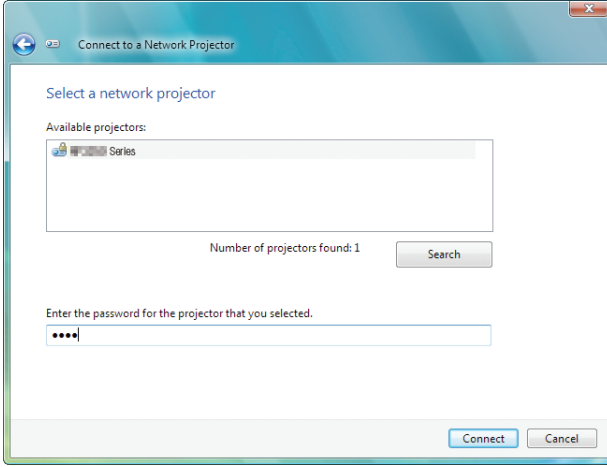 Connect to a Network Projector
Select a network projector
Available projectors:
Series
Number of projectors found: 1
Search
Enter the password for the projector that you selected.
••••
Connect
Cancel